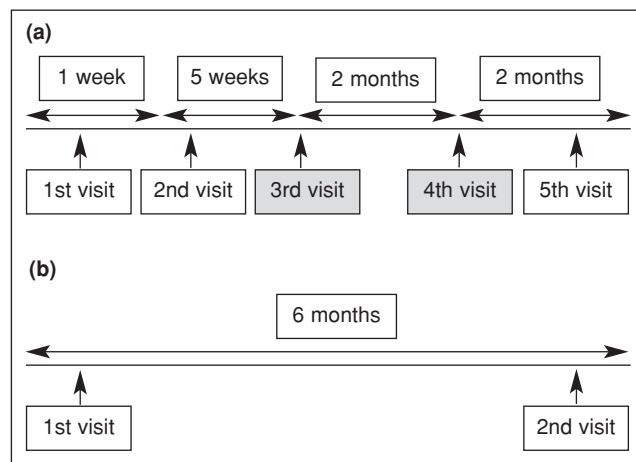 (a)
1 week
5 weeks
2 months
2 months
1st visit
2nd visit
3rd visit
4th visit
5th visit
(b)
6 months
1st visit
2nd visit